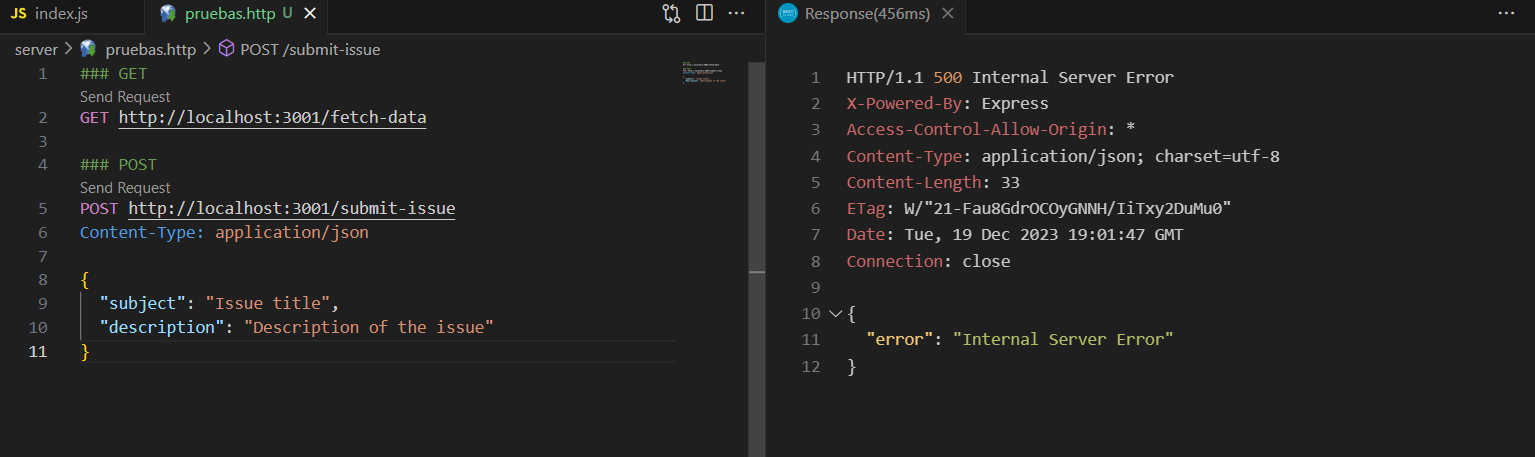 JS index.js
pruebas.http U
server > pruebas.http > POST /submit-issue
1 ### GET
Send Request
2 GET http://localhost:3001/fetch-data
3
4 ### POST
Send Request
5 POST http://localhost:3001/submit-issue
6 Content-Type: application/json
7
8 {
9 "subject": "Issue title",
10 "description": "Description of the issue"
11 }
Response(456ms)
1 HTTP/1.1 500 Internal Server Error
2 X-Powered-By: Express
3 Access-Control-Allow-Origin: *
4 Content-Type: application/json; charset=utf-8
5 Content-Length: 33
6 ETag: W/"21-Fau8GdrOCOyGNNH/IiTxy2DuMu0"
7 Date: Tue, 19 Dec 2023 19:01:47 GMT
8 Connection: close
9
10 {
11 "error": "Internal Server Error"
12 }